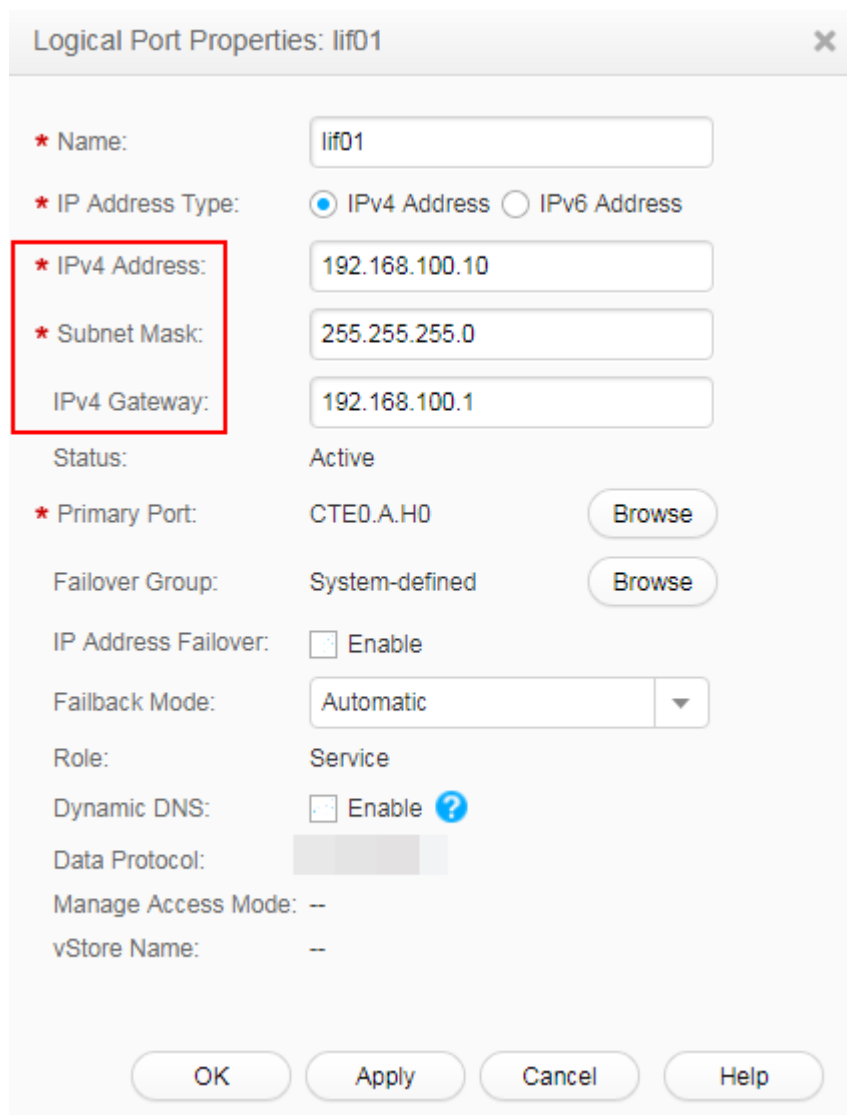 Logical Port Properties: lif01
* Name: lif01
* IP Address Type: IPv4 Address IPv6 Address
* IPv4 Address: 192.168.100.10
* Subnet Mask: 255.255.255.0
IPv4 Gateway: 192.168.100.1
Status: Active
* Primary Port: CTE0.A.H0 Browse
Failover Group: System-defined Browse
IP Address Failover: Enable
Failback Mode: Automatic
Role: Service
Dynamic DNS: Enable ?
Data Protocol:
Manage Access Mode: --
vStore Name: --
OK Apply Cancel Help